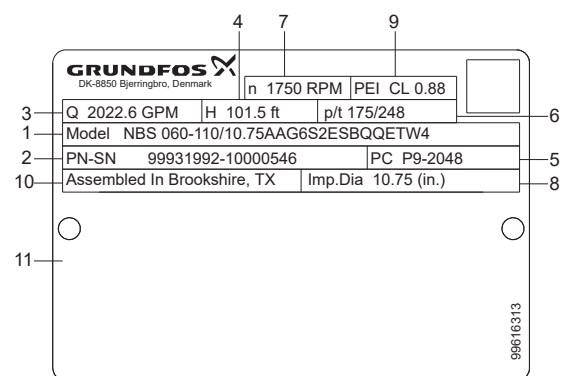 4 7 9
GRUNDFOS
DK-8850 Bjerringbro, Denmark
n 1750 RPM PEI CL 0.88
3 Q 2022.6 GPM H 101.5 ft p/t 175/248 6
1 Model NBS 060-110/10.75AAG6S2ESBQQETW4
2 PN-SN 99931992-10000546 PC P9-2048 5
10 Assembled In Brookshire, TX Imp.Dia 10.75 (in.) 8
11
99616313